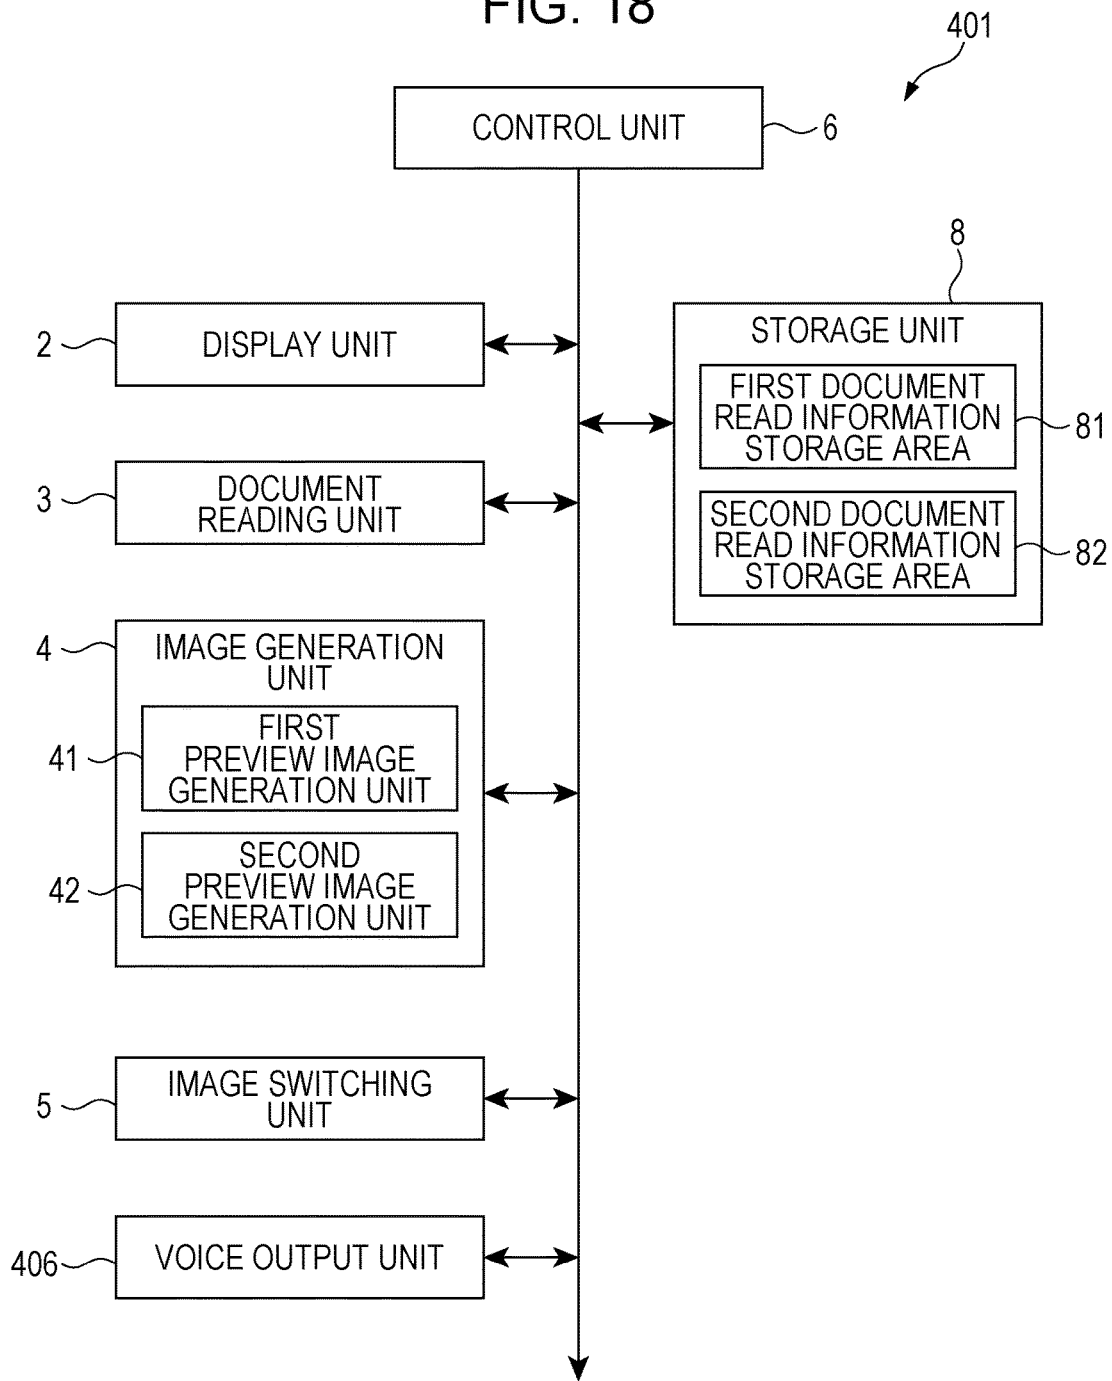 FIG. 18
401
CONTROL UNIT
6
8
2
DISPLAY UNIT
STORAGE UNIT
FIRST DOCUMENT
READ INFORMATION
STORAGE AREA
81
3
DOCUMENT
READING UNIT
SECOND DOCUMENT
READ INFORMATION
STORAGE AREA
82
4
IMAGE GENERATION
UNIT
41
FIRST
PREVIEW IMAGE
GENERATION UNIT
42
SECOND
PREVIEW IMAGE
GENERATION UNIT
5
IMAGE SWITCHING
UNIT
406
VOICE OUTPUT UNIT